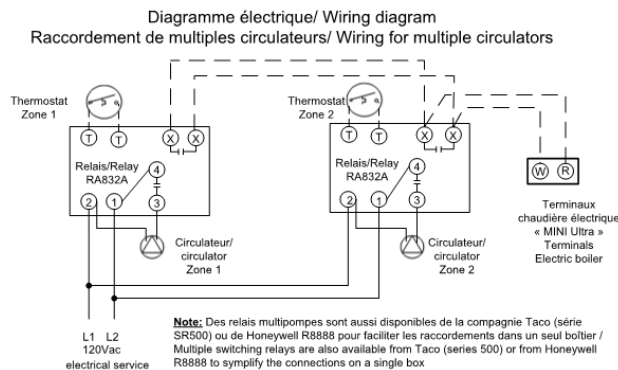 Diagramme électrique/ Wiring diagram
Raccordement de multiples circulateurs/ Wiring for multiple circulators
Thermostat
Zone 1
T T X X
Relais/Relay
RA832A
4
2 1 3
Circulateur/
circulator
Zone 1
Thermostat
Zone 2
T T X X
Relais/Relay
RA832A
4
2 1 3
Circulateur/
circulator
Zone 2
W R
Terminaux
chaudière électrique
« MINI Ultra »
Terminals
Electric boiler
L1 L2
120Vac
electrical service
Note: Des relais multipompes sont aussi disponibles de la compagnie Taco (série
SR500) ou de Honeywell R8888 pour faciliter les raccordements dans un seul boîtier /
Multiple switching relays are also available from Taco (series 500) or from Honeywell
R8888 to symplify the connections on a single box